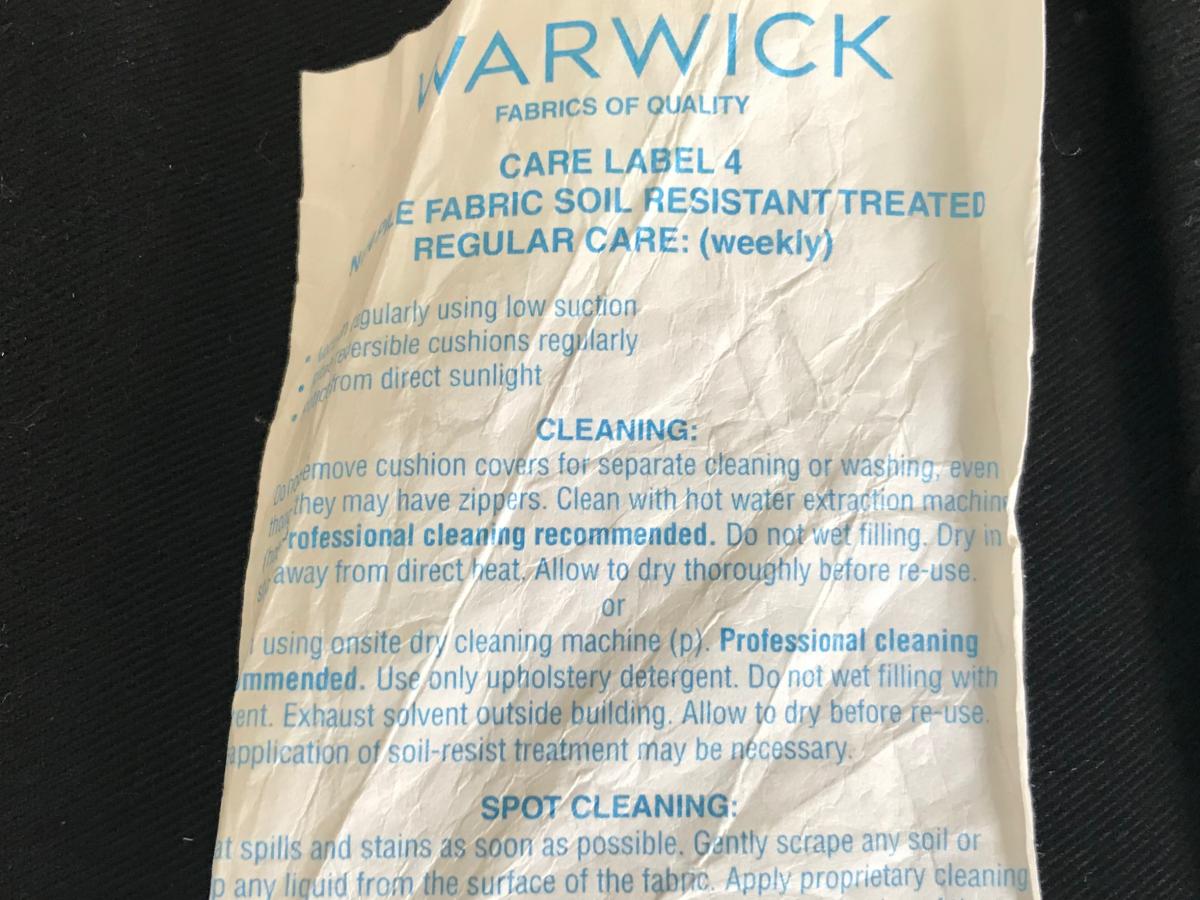 WARWICK
FABRICS OF QUALITY
CARE LABEL 4
FABRIC SOIL RESISTANT TREATED
REGULAR CARE: (weekly)
• regularly using low suction
• reversible cushions regularly
• from direct sunlight
CLEANING:
Do not remove cushion covers for separate cleaning or washing, even
they may have zippers. Clean with hot water extraction machine
Professional cleaning recommended. Do not wet filling. Dry in
away from direct heat. Allow to dry thoroughly before re-use.
or
using onsite dry cleaning machine (p). Professional cleaning
ommended. Use only upholstery detergent. Do not wet filling with
vent. Exhaust solvent outside building. Allow to dry before re-use.
application of soil-resist treatment may be necessary.
SPOT CLEANING:
at spills and stains as soon as possible. Gently scrape any soil or
p any liquid from the surface of the fabric. Apply proprietary cleaning